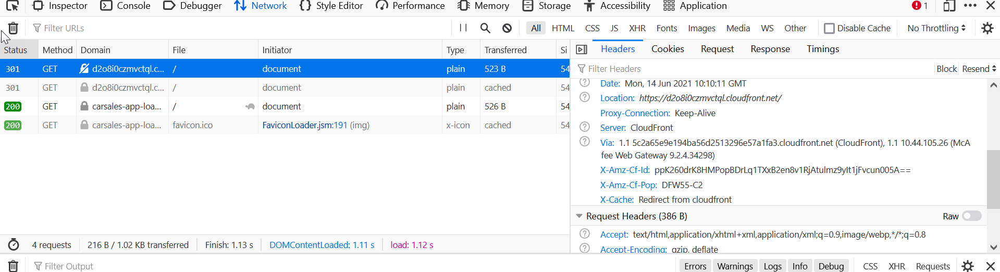 Inspector Console Debugger Network Style Editor Performance Memory Storage Accessibility Application 1
Filter URLs All HTML CSS JS XHR Fonts Images Media WS Other Disable Cache No Throttling
Status Method Domain File Initiator Type Transferred Si
301 GET d2o8i0czmvctql.c... / document plain 523 B 54
301 GET d2o8i0czmvctql.c... / document plain cached 54
200 GET carsales-app-loa... / document plain 526 B 54
200 GET carsales-app-loa... favicon.ico FaviconLoader.jsm:191 (img) x-icon cached 54
4 requests 216 B / 1.02 KB transferred Finish: 1.13 s DOMContentLoaded: 1.11 s load: 1.12 s
Headers Cookies Request Response Timings
Filter Headers Block Resend
Date: Mon, 14 Jun 2021 10:10:11 GMT
Location: https://d2o8i0czmvctql.cloudfront.net/
Proxy-Connection: Keep-Alive
Server: CloudFront
Via: 1.1 5c2a65e9e194ba56d2513296e57a1fa3.cloudfront.net (CloudFront), 1.1 10.44.105.26 (McA
fee Web Gateway 9.2.4.34298)
X-Amz-Cf-Id: ppK260drK8HMPopBDrLq1TXxB2en8v1RjAtulmz9yIt1jFvcun005A==
X-Amz-Cf-Pop: DFW55-C2
X-Cache: Redirect from cloudfront
Request Headers (386 B) Raw
Accept: text/html,application/xhtml+xml,application/xml;q=0.9,image/webp,*/*;q=0.8
Accept-Encoding: gzip, deflate
Filter Output Errors Warnings Logs Info Debug CSS XHR Requests